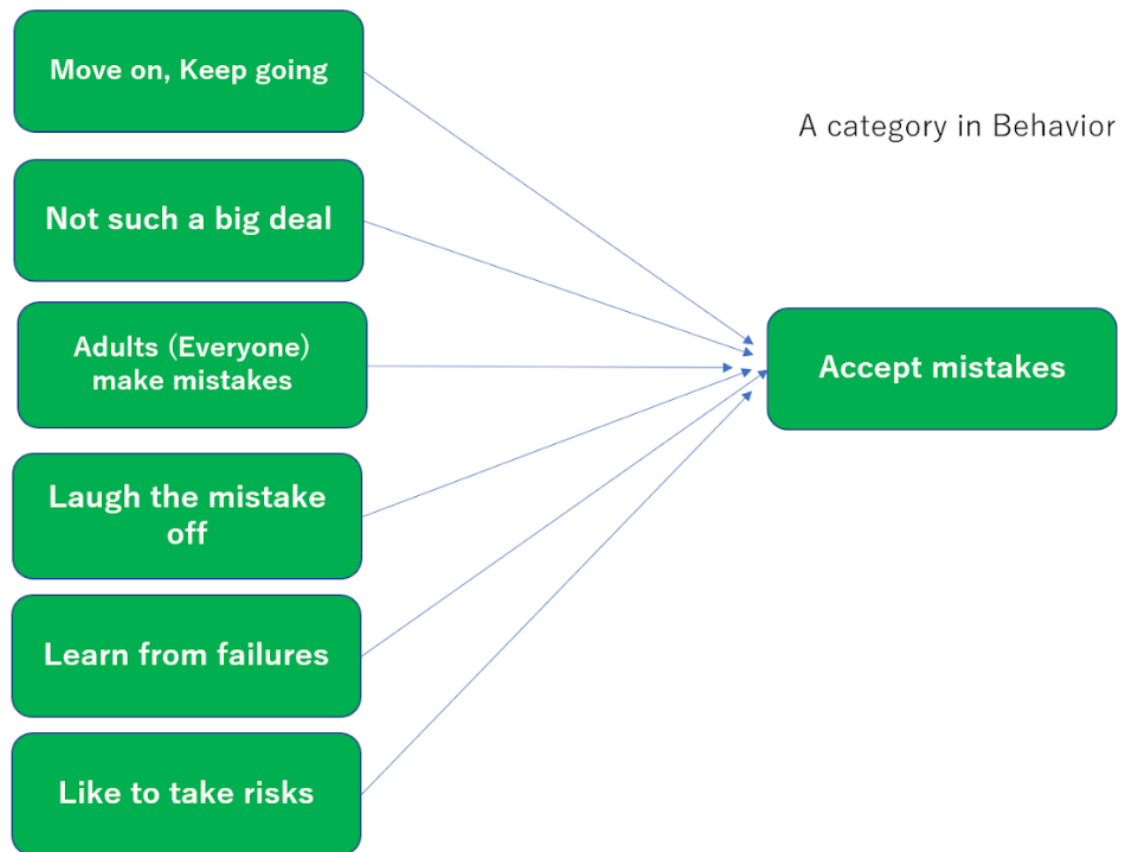 Move on, Keep going
A category in Behavior
Not such a big deal
Adults (Everyone)
make mistakes
Accept mistakes
Laugh the mistake
off
Learn from failures
Like to take risks